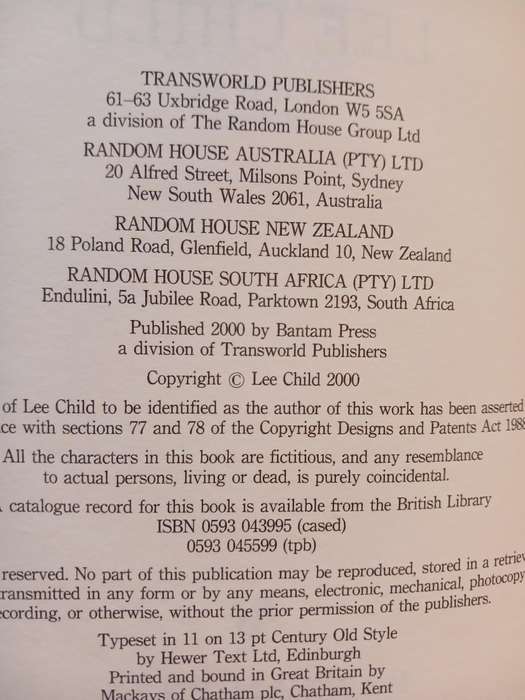 TRANSWORLD PUBLISHERS
61–63 Uxbridge Road, London W5 5SA
a division of The Random House Group Ltd
RANDOM HOUSE AUSTRALIA (PTY) LTD
20 Alfred Street, Milsons Point, Sydney
New South Wales 2061, Australia
RANDOM HOUSE NEW ZEALAND
18 Poland Road, Glenfield, Auckland 10, New Zealand
RANDOM HOUSE SOUTH AFRICA (PTY) LTD
Endulini, 5a Jubilee Road, Parktown 2193, South Africa
Published 2000 by Bantam Press
a division of Transworld Publishers
Copyright © Lee Child 2000
of Lee Child to be identified as the author of this work has been asserted
ce with sections 77 and 78 of the Copyright Designs and Patents Act 1988
All the characters in this book are fictitious, and any resemblance
to actual persons, living or dead, is purely coincidental.
catalogue record for this book is available from the British Library
ISBN 0593 043995 (cased)
0593 045599 (tpb)
reserved. No part of this publication may be reproduced, stored in a retriev
ransmitted in any form or by any means, electronic, mechanical, photocopy
cording, or otherwise, without the prior permission of the publishers.
Typeset in 11 on 13 pt Century Old Style
by Hewer Text Ltd, Edinburgh
Printed and bound in Great Britain by
Mackays of Chatham plc, Chatham, Kent